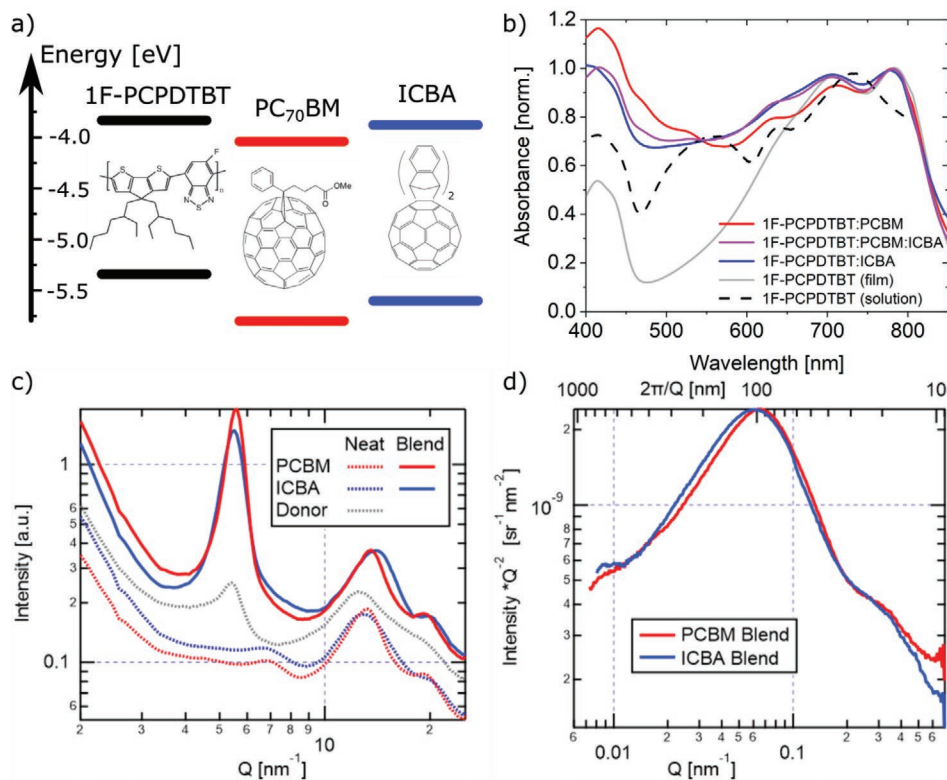 a)
Energy [eV]
1F-PCPDTBT
PC70BM
ICBA
-4.0
-4.5
-5.0
-5.5
S
S
F
N
S
N
n
OMe
O
2
b)
Absorbance [norm.]
1.2
1.0
0.8
0.6
0.4
0.2
0.0
1F-PCPDTBT:PCBM
1F-PCPDTBT:PCBM:ICBA
1F-PCPDTBT:ICBA
1F-PCPDTBT (film)
1F-PCPDTBT (solution)
400 500 600 700 800
Wavelength [nm]
c)
Intensity [a.u.]
Neat Blend
PCBM
ICBA
Donor
1
6
5
4
3
2
0.1
6
2 3 4 5 6 7 8 9 10 2
Q [nm-1]
d)
1000 2π/Q [nm] 100 10
Intensity *Q-2 [sr-1 nm-2]
2
10-9
8
7
6
5
4
3
2
PCBM Blend
ICBA Blend
6 0.01 2 3 4 5 6 0.1 2 3 4 5 6
Q [nm-1]